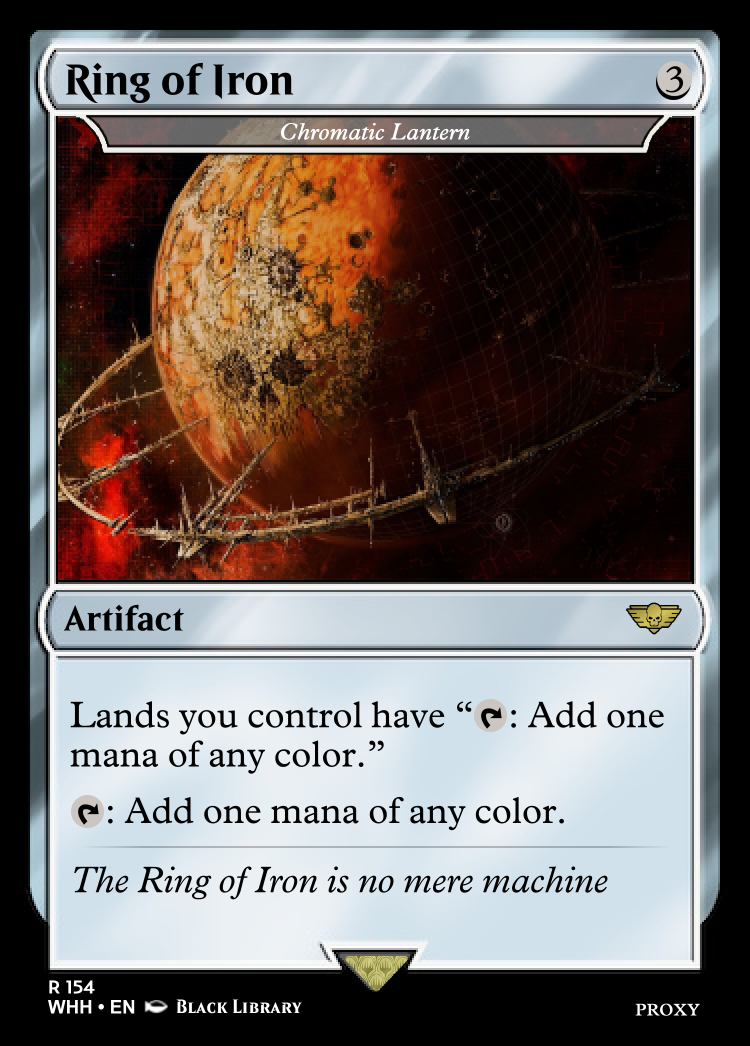 Ring of Iron 3
Chromatic Lantern
Artifact
Lands you control have “: Add one
mana of any color.”
: Add one mana of any color.
The Ring of Iron is no mere machine
R 154
WHH • EN BLACK LIBRARY
PROXY